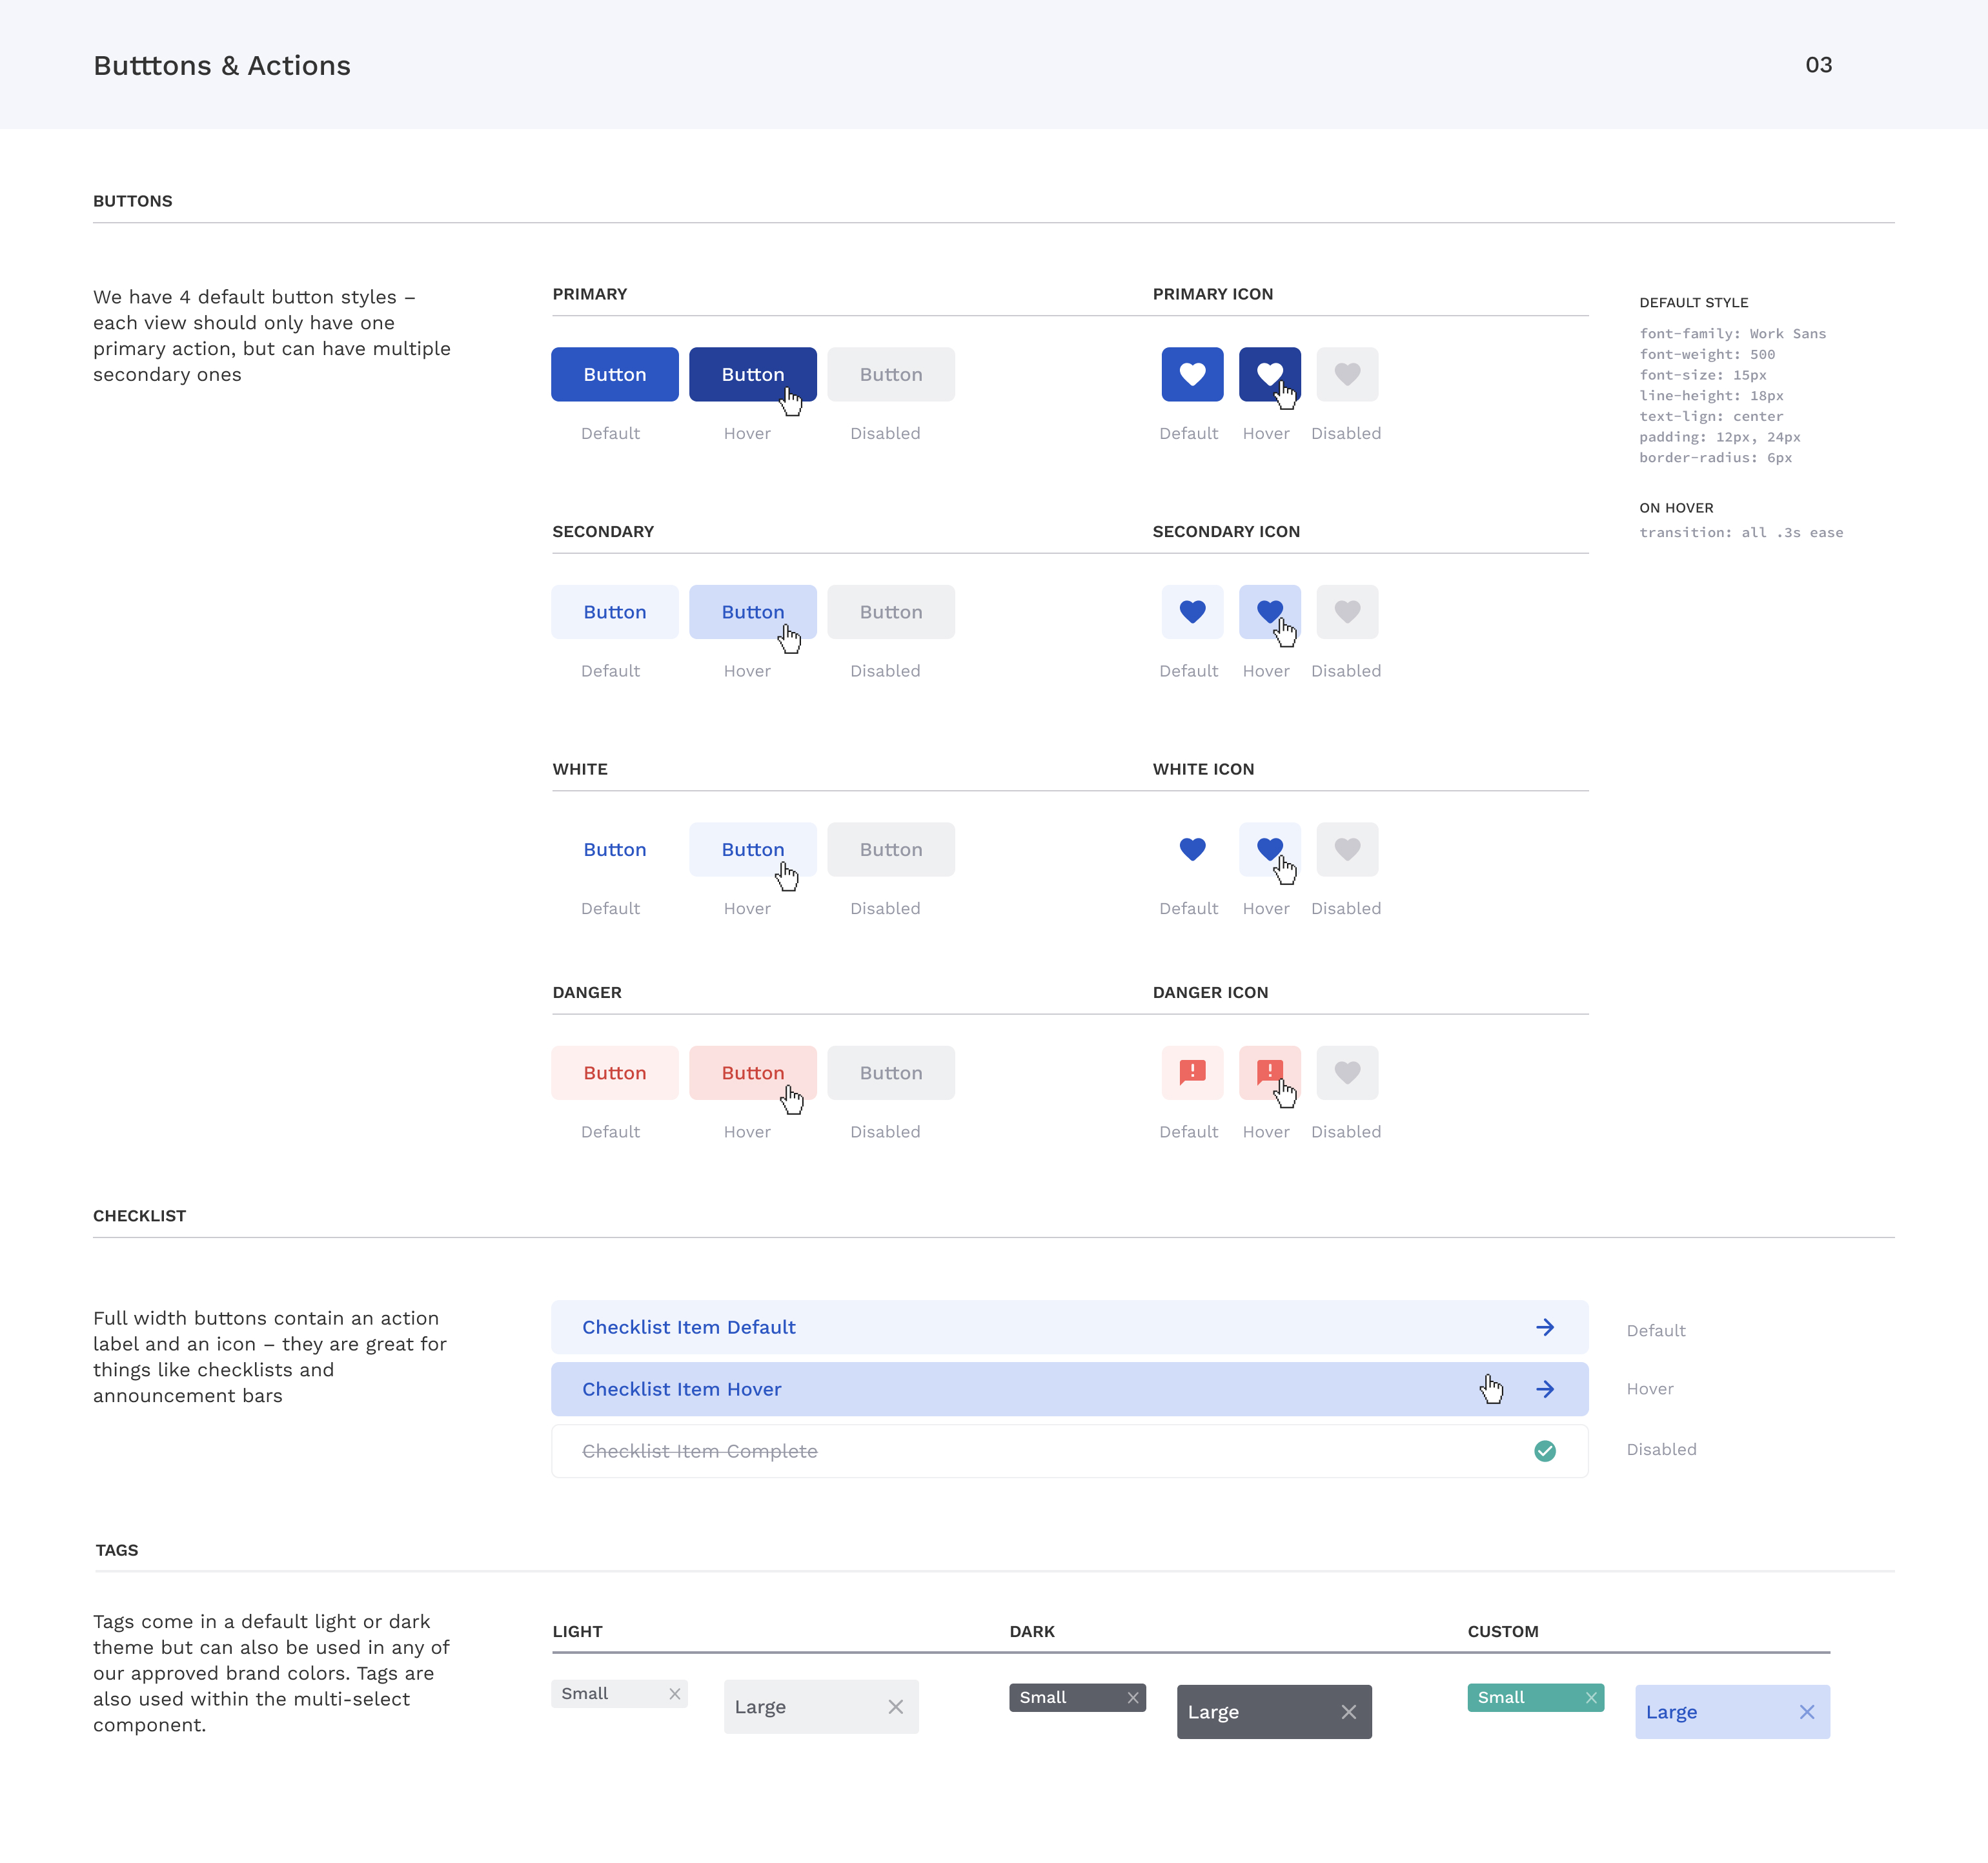 Butttons & Actions
03
BUTTONS
We have 4 default button styles –
each view should only have one
primary action, but can have multiple
secondary ones
PRIMARY
Button Button Button
Default Hover Disabled
PRIMARY ICON
Default Hover Disabled
DEFAULT STYLE
font-family: Work Sans
font-weight: 500
font-size: 15px
line-height: 18px
text-lign: center
padding: 12px, 24px
border-radius: 6px
ON HOVER
transition: all .3s ease
SECONDARY
Button Button Button
Default Hover Disabled
SECONDARY ICON
Default Hover Disabled
WHITE
Button Button Button
Default Hover Disabled
WHITE ICON
Default Hover Disabled
DANGER
Button Button Button
Default Hover Disabled
DANGER ICON
Default Hover Disabled
CHECKLIST
Full width buttons contain an action
label and an icon – they are great for
things like checklists and
announcement bars
Checklist Item Default
Default
Checklist Item Hover
Hover
Checklist Item Complete
Disabled
TAGS
Tags come in a default light or dark
theme but can also be used in any of
our approved brand colors. Tags are
also used within the multi-select
component.
LIGHT
Small Large
DARK
Small Large
CUSTOM
Small Large